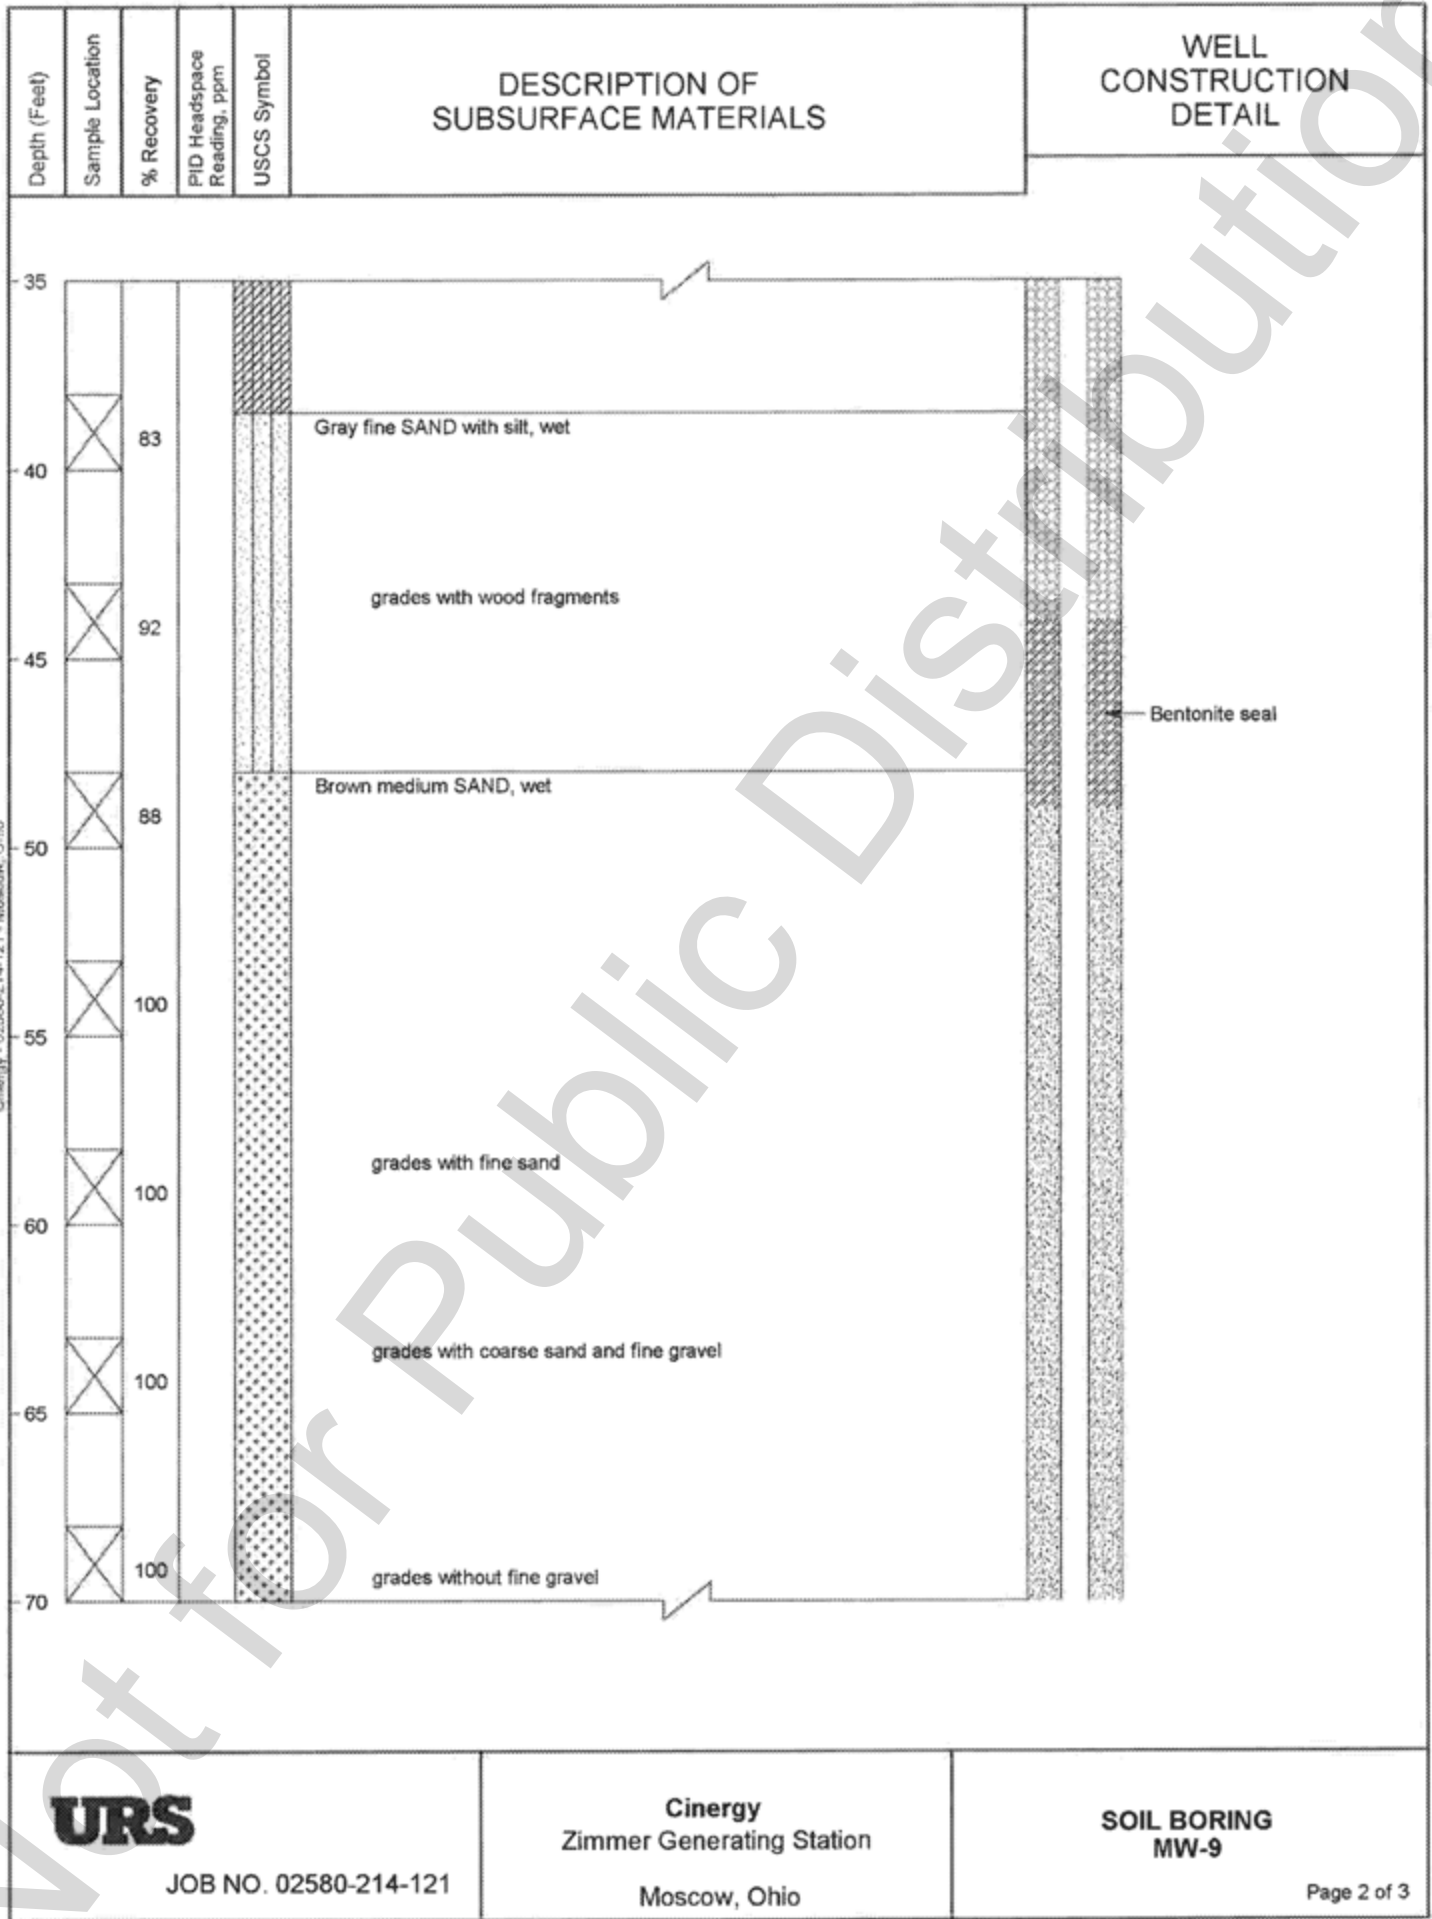 Depth (Feet)
Sample Location
% Recovery
PID Headspace
Reading, ppm
USCS Symbol
DESCRIPTION OF
SUBSURFACE MATERIALS
WELL
CONSTRUCTION
DETAIL
35
Gray fine SAND with silt, wet
83
40
grades with wood fragments
92
45
Bentonite seal
Brown medium SAND, wet
88
50
100
55
grades with fine sand
100
60
grades with coarse sand and fine gravel
100
65
100
grades without fine gravel
70
URS
JOB NO. 02580-214-121
Cinergy
Zimmer Generating Station
Moscow, Ohio
SOIL BORING
MW-9
Page 2 of 3
Not for Public Distribution